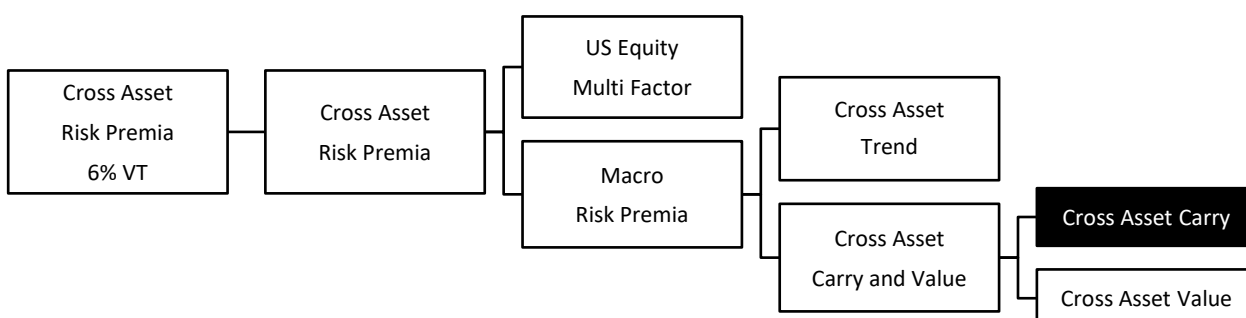 Cross Asset
Risk Premia
6% VT
Cross Asset
Risk Premia
US Equity
Multi Factor
Macro
Risk Premia
Cross Asset
Trend
Cross Asset
Carry and Value
Cross Asset Carry
Cross Asset Value